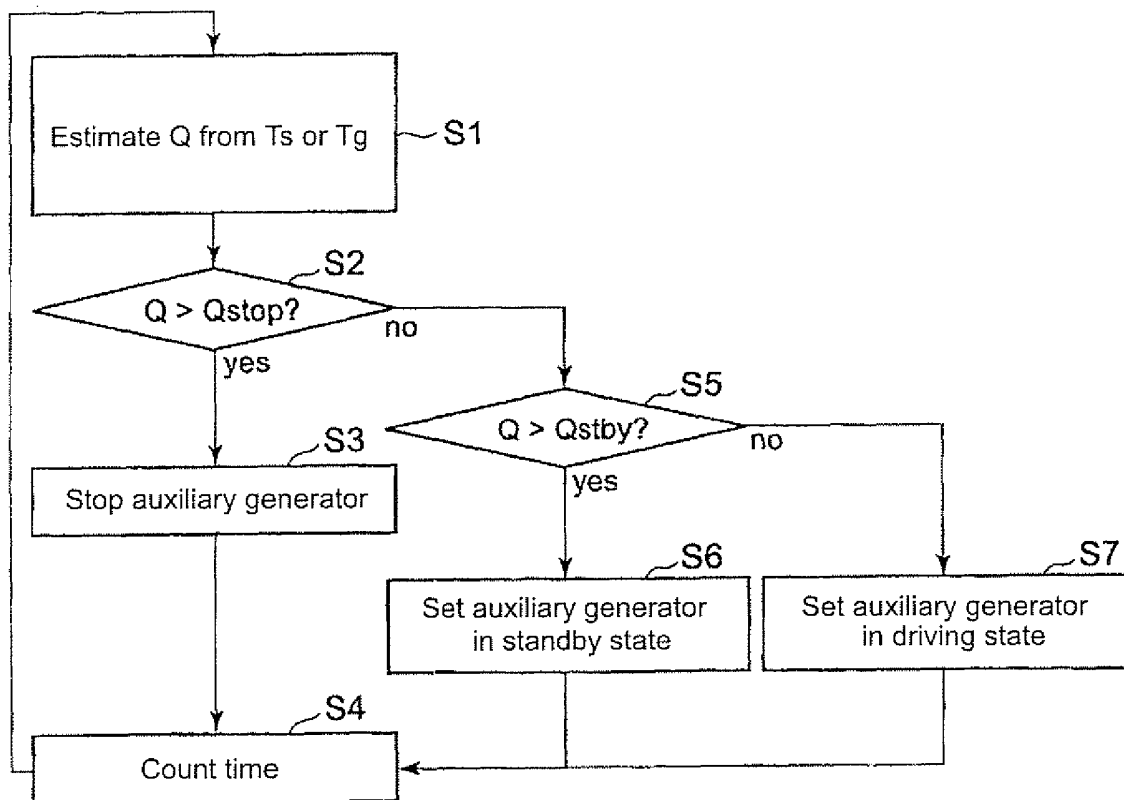 Estimate Q from Ts or Tg
S1
S2
Q > Qstop?
no
yes
S5
Q > Qstby?
no
yes
S3
Stop auxiliary generator
S6
Set auxiliary generator
in standby state
S7
Set auxiliary generator
in driving state
S4
Count time